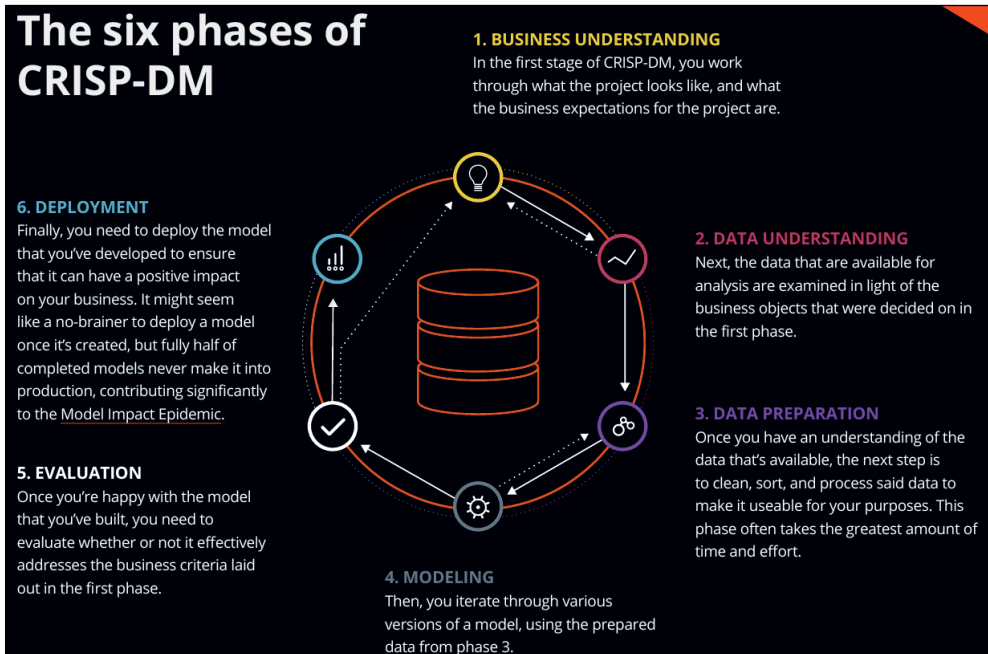 The six phases of
CRISP-DM
1. BUSINESS UNDERSTANDING
In the first stage of CRISP-DM, you work
through what the project looks like, and what
the business expectations for the project are.
2. DATA UNDERSTANDING
Next, the data that are available for
analysis are examined in light of the
business objects that were decided on in
the first phase.
3. DATA PREPARATION
Once you have an understanding of the
data that’s available, the next step is
to clean, sort, and process said data to
make it useable for your purposes. This
phase often takes the greatest amount of
time and effort.
4. MODELING
Then, you iterate through various
versions of a model, using the prepared
data from phase 3.
5. EVALUATION
Once you’re happy with the model
that you’ve built, you need to
evaluate whether or not it effectively
addresses the business criteria laid
out in the first phase.
6. DEPLOYMENT
Finally, you need to deploy the model
that you’ve developed to ensure
that it can have a positive impact
on your business. It might seem
like a no-brainer to deploy a model
once it’s created, but fully half of
completed models never make it into
production, contributing significantly
to the Model Impact Epidemic.